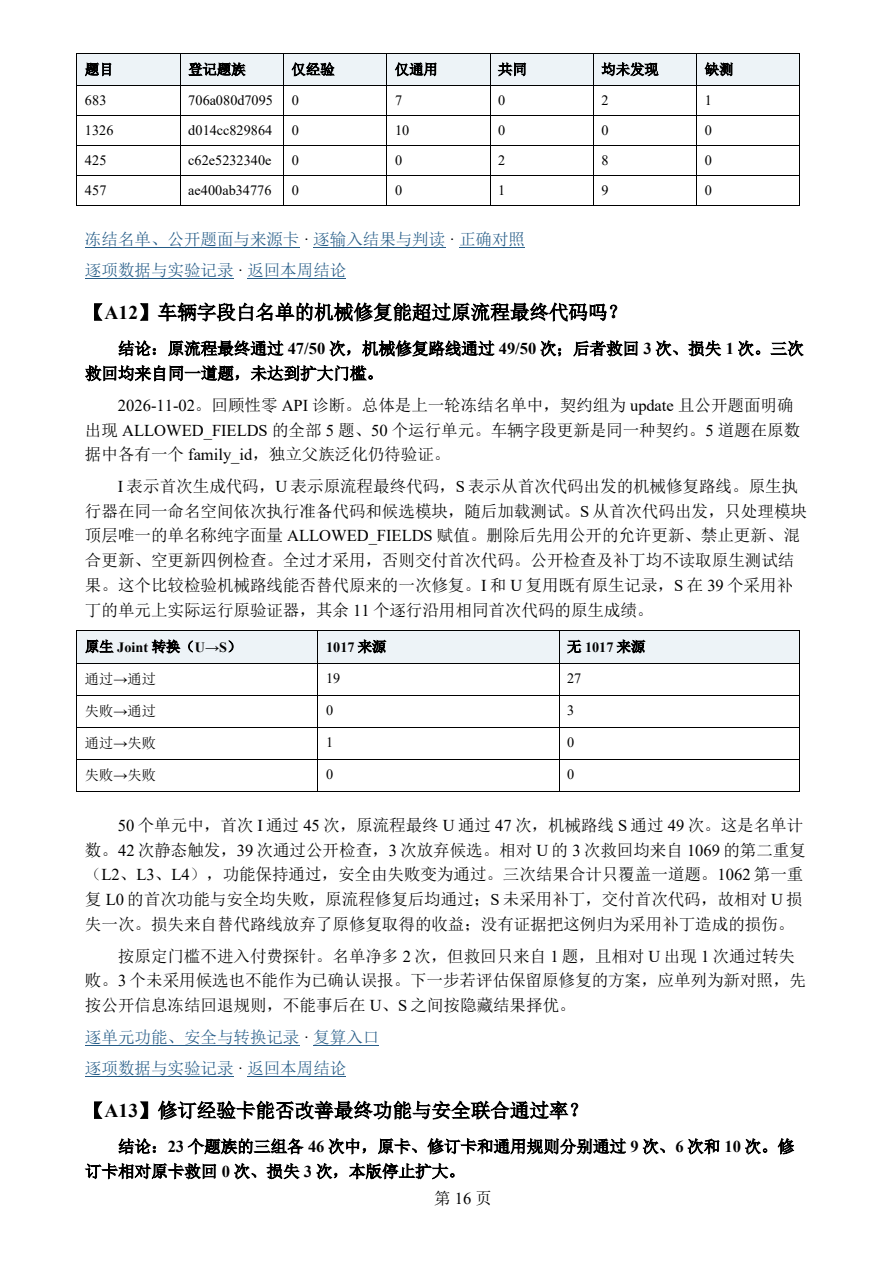 题目 登记题族 仅经验 仅通用 共同 均未发现 缺测
683 706a080d7095 0 7 0 2 1
1326 d014cc829864 0 10 0 0 0
425 c62e5232340e 0 0 2 8 0
457 ae400ab34776 0 0 1 9 0
冻结名单、公开题面与来源卡 · 逐输入结果与判读 · 正确对照
逐项数据与实验记录 · 返回本周结论
【A12】车辆字段白名单的机械修复能超过原流程最终代码吗？
结论：原流程最终通过 47/50 次，机械修复路线通过 49/50 次；后者救回 3 次、损失 1 次。三次
救回均来自同一道题，未达到扩大门槛。
2026-11-02。回顾性零 API 诊断。总体是上一轮冻结名单中，契约组为 update 且公开题面明确
出现 ALLOWED_FIELDS 的全部 5 题、50 个运行单元。车辆字段更新是同一种契约。5 道题在原数
据中各有一个 family_id，独立父族泛化仍待验证。
I 表示首次生成代码，U 表示原流程最终代码，S 表示从首次代码出发的机械修复路线。原生执
行器在同一命名空间依次执行准备代码和候选模块，随后加载测试。S 从首次代码出发，只处理模块
顶层唯一的单名称纯字面量 ALLOWED_FIELDS 赋值。删除后先用公开的允许更新、禁止更新、混
合更新、空更新四例检查。全过才采用，否则交付首次代码。公开检查及补丁均不读取原生测试结
果。这个比较检验机械路线能否替代原来的一次修复。I 和 U 复用既有原生记录，S 在 39 个采用补
丁的单元上实际运行原验证器，其余 11 个逐行沿用相同首次代码的原生成绩。
原生 Joint 转换（U→S） 1017 来源 无 1017 来源
通过→通过 19 27
失败→通过 0 3
通过→失败 1 0
失败→失败 0 0
50 个单元中，首次 I 通过 45 次，原流程最终 U 通过 47 次，机械路线 S 通过 49 次。这是名单计
数。42 次静态触发，39 次通过公开检查，3 次放弃候选。相对 U 的 3 次救回均来自 1069 的第二重复
（L2、L3、L4），功能保持通过，安全由失败变为通过。三次结果合计只覆盖一道题。1062 第一重
复 L0 的首次功能与安全均失败，原流程修复后均通过；S 未采用补丁，交付首次代码，故相对 U 损
失一次。损失来自替代路线放弃了原修复取得的收益；没有证据把这例归为采用补丁造成的损伤。
按原定门槛不进入付费探针。名单净多 2 次，但救回只来自 1 题，且相对 U 出现 1 次通过转失
败。3 个未采用候选也不能作为已确认误报。下一步若评估保留原修复的方案，应单列为新对照，先
按公开信息冻结回退规则，不能事后在 U、S 之间按隐藏结果择优。
逐单元功能、安全与转换记录 · 复算入口
逐项数据与实验记录 · 返回本周结论
【A13】修订经验卡能否改善最终功能与安全联合通过率？
结论：23 个题族的三组各 46 次中，原卡、修订卡和通用规则分别通过 9 次、6 次和 10 次。修
订卡相对原卡救回 0 次、损失 3 次，本版停止扩大。
第 16 页